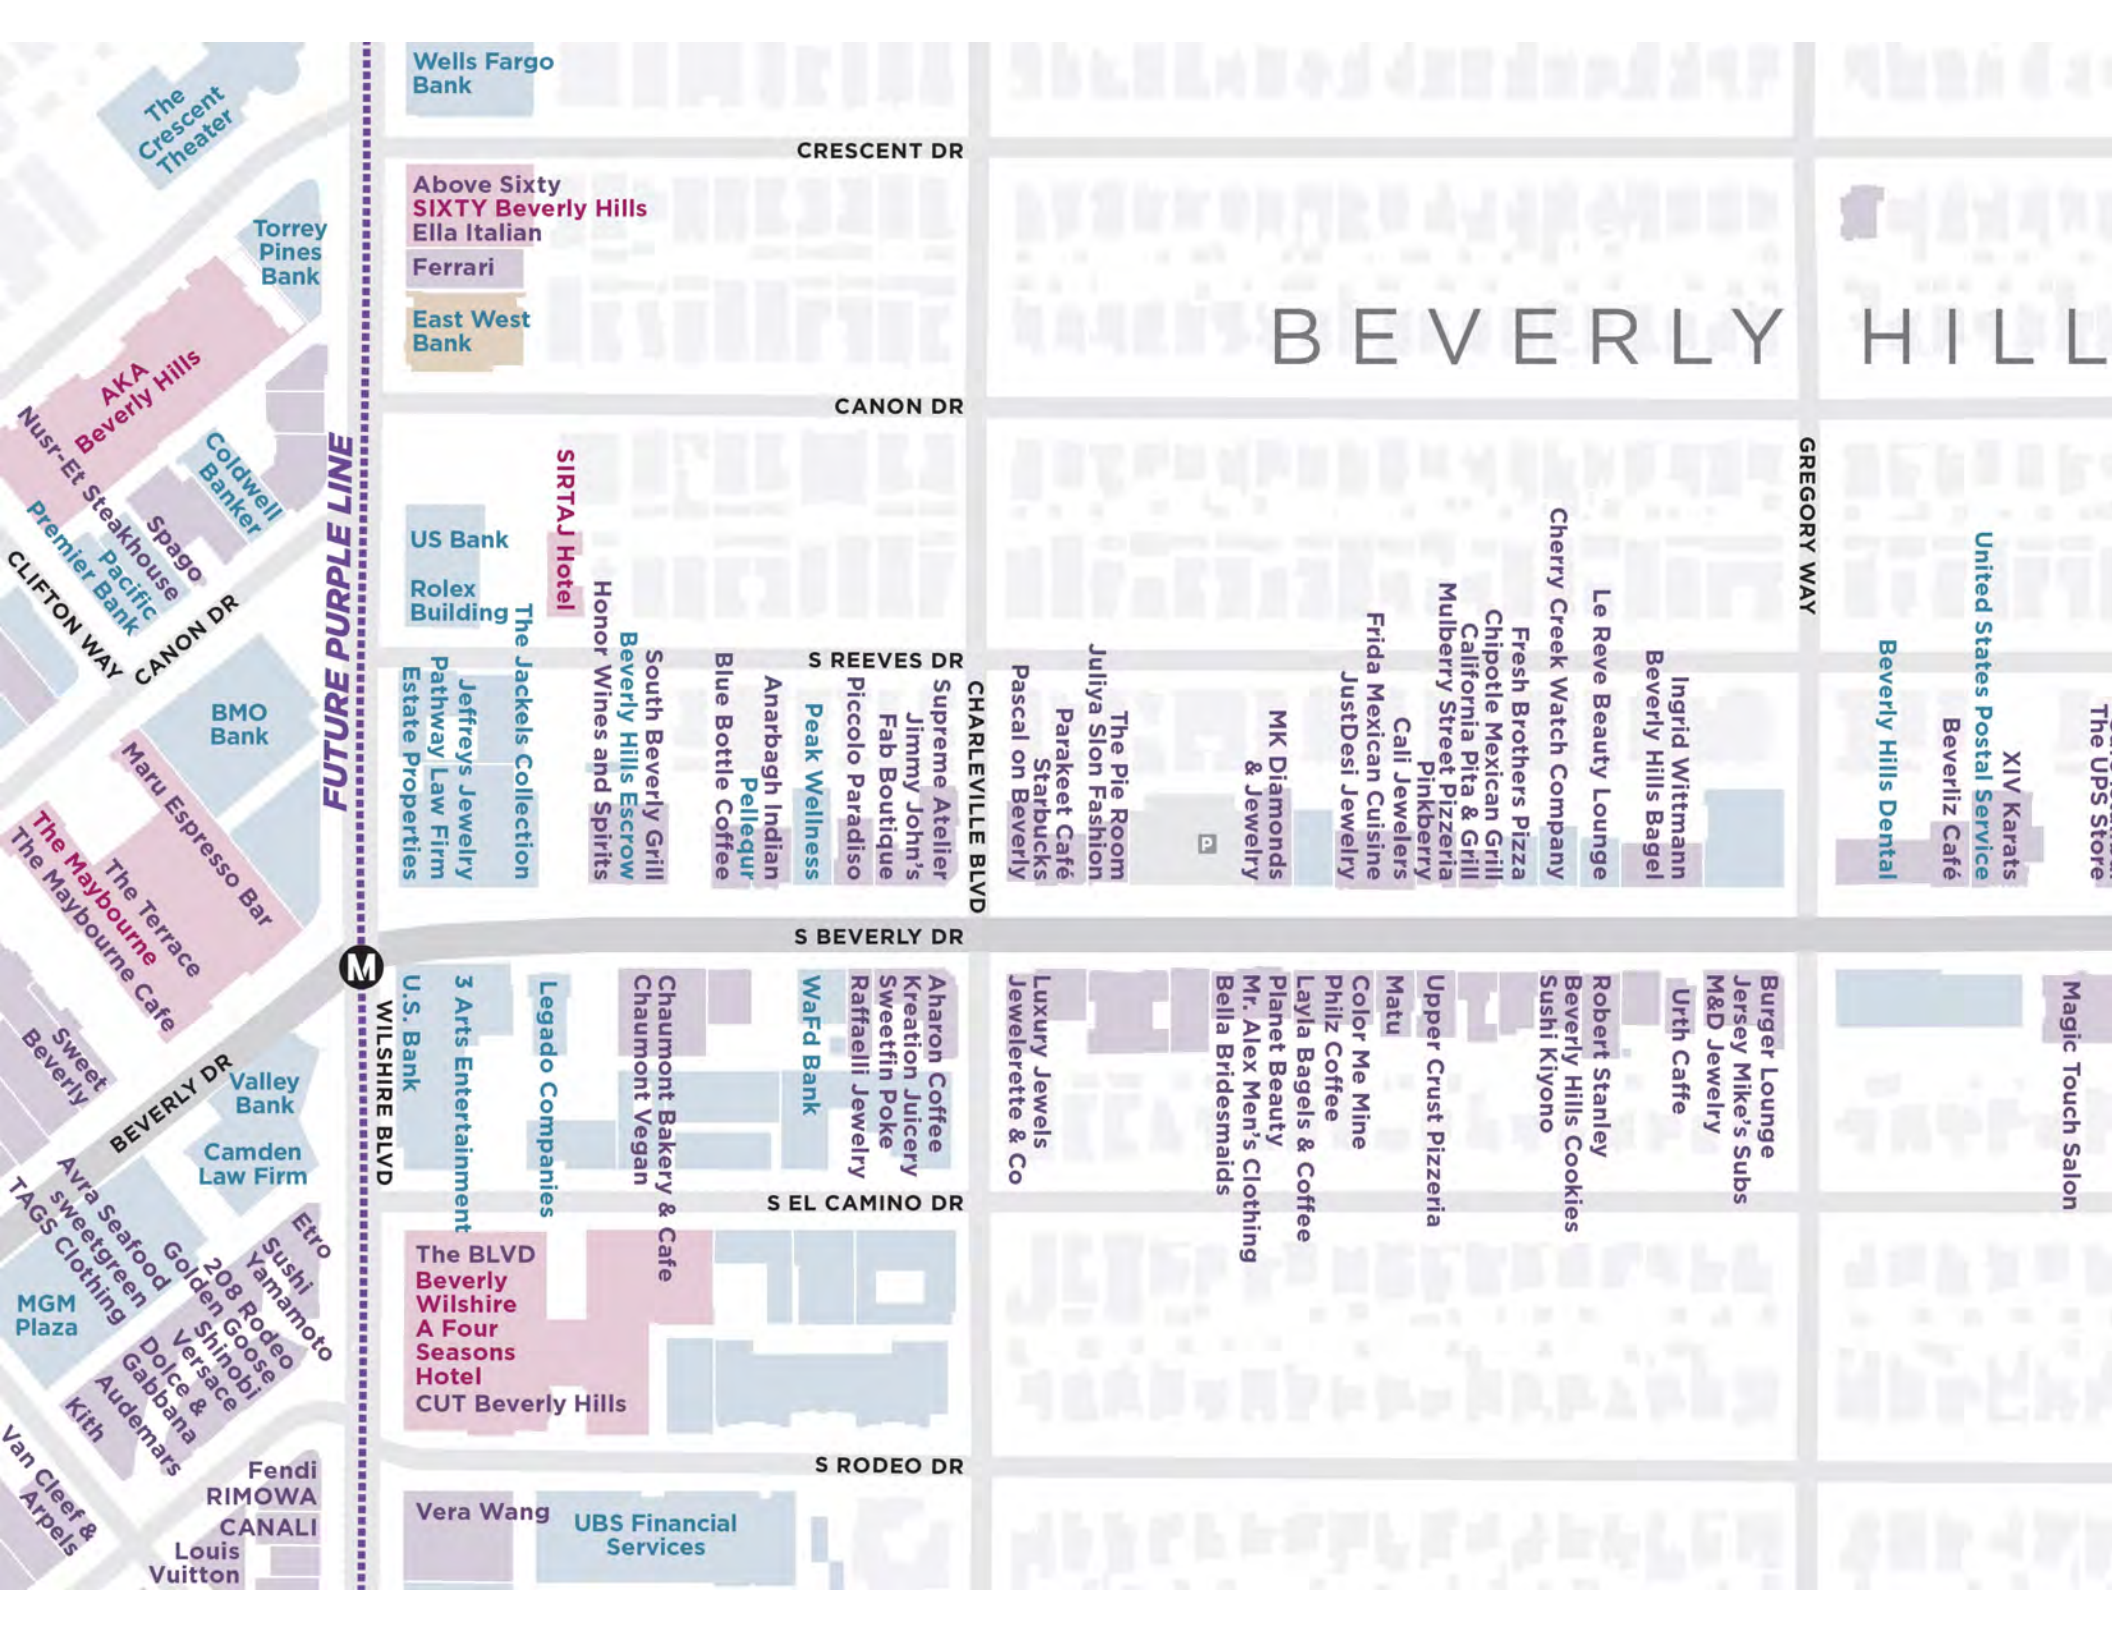 Wells Fargo
Bank
The
Crescent
Theater
CRESCENT DR
Above Sixty
SIXTY Beverly Hills
Ella Italian
Torrey
Pines
Bank
Ferrari
East West
Bank
BEVERLY HILL
AKA
Beverly Hills
CANON DR
Nusr-Et Steakhouse
Coldwell
Banker
Spago
Premier Bank
Pacific
CLIFTON WAY
CANON DR
FUTURE PURPLE LINE
US Bank
Rolex
Building
SIRTAJ Hotel
GREGORY WAY
S REEVES DR
Estate Properties
Pathway Law Firm
Jeffreys Jewelry
The Jackels Collection
Honor Wines and Spirits
Beverly Hills Escrow
South Beverly Grill
Blue Bottle Coffee
Pellequr
Anarbagh Indian
Peak Wellness
Piccolo Paradiso
Fab Boutique
Jimmy John's
Supreme Atelier
CHARLEVILLE BLVD
Pascal on Beverly
Starbucks
Parakeet Café
Juliya Slon Fashion
The Pie Room
P
MK Diamonds
& Jewelry
JustDesi Jewelry
Frida Mexican Cuisine
Cali Jewelers
Pinkberry
Mulberry Street Pizzeria
California Pita & Grill
Chipotle Mexican Grill
Fresh Brothers Pizza
Cherry Creek Watch Company
Le Reve Beauty Lounge
Beverly Hills Bagel
Ingrid Wittmann
Beverly Hills Dental
Beverliz Café
United States Postal Service
XIV Karats
The UPS Store
BMO
Bank
Maru Espresso Bar
The Terrace
The Maybourne
The Maybourne Cafe
S BEVERLY DR
M
WILSHIRE BLVD
U.S. Bank
3 Arts Entertainment
Legado Companies
Chaumont Vegan
Chaumont Bakery & Cafe
WaFd Bank
Raffaelli Jewelry
Sweetfin Poke
Kreation Juicery
Aharon Coffee
Jewelerette & Co
Luxury Jewels
Bella Bridesmaids
Mr. Alex Men's Clothing
Planet Beauty
Layla Bagels & Coffee
Philz Coffee
Color Me Mine
Matu
Upper Crust Pizzeria
Sushi Kiyono
Beverly Hills Cookies
Robert Stanley
Urth Caffe
M&D Jewelry
Jersey Mike's Subs
Burger Lounge
Magic Touch Salon
Sweet
Beverly
BEVERLY DR
Valley
Bank
Camden
Law Firm
S EL CAMINO DR
Avra Seafood
sweetgreen
TAGS Clothing
MGM
Plaza
Etro
Sushi
Yamamoto
208 Rodeo
Golden Goose
Shinobi
Versace
Dolce &
Gabbana
Audemars
Kith
The BLVD
Beverly
Wilshire
A Four
Seasons
Hotel
CUT Beverly Hills
S RODEO DR
Van Cleef &
Arpels
Fendi
RIMOWA
CANALI
Louis
Vuitton
Vera Wang
UBS Financial
Services